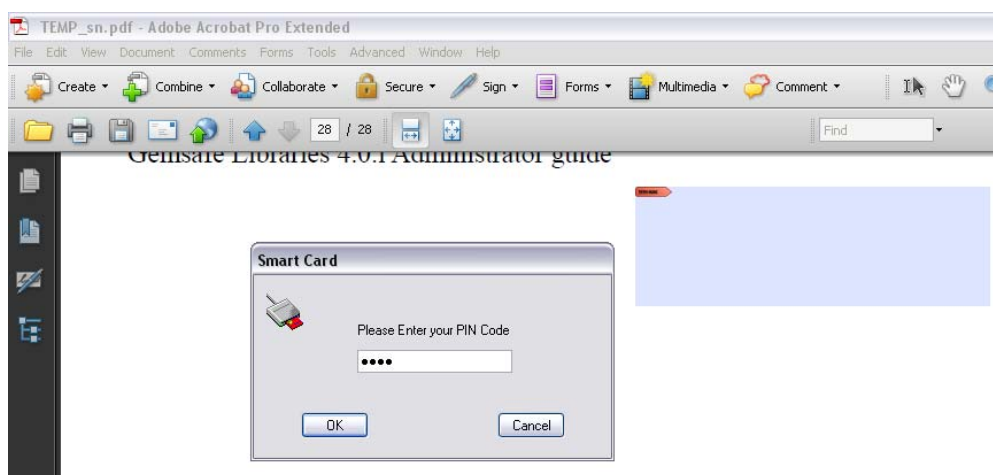 TEMP_sn.pdf - Adobe Acrobat Pro Extended
File Edit View Document Comments Forms Tools Advanced Window Help
Create Combine Collaborate Secure Sign Forms Multimedia Comment
28 / 28 Find
Gemsafe Libraries 4.0.1 Administrator guide
Smart Card
Please Enter your PIN Code
••••
OK Cancel